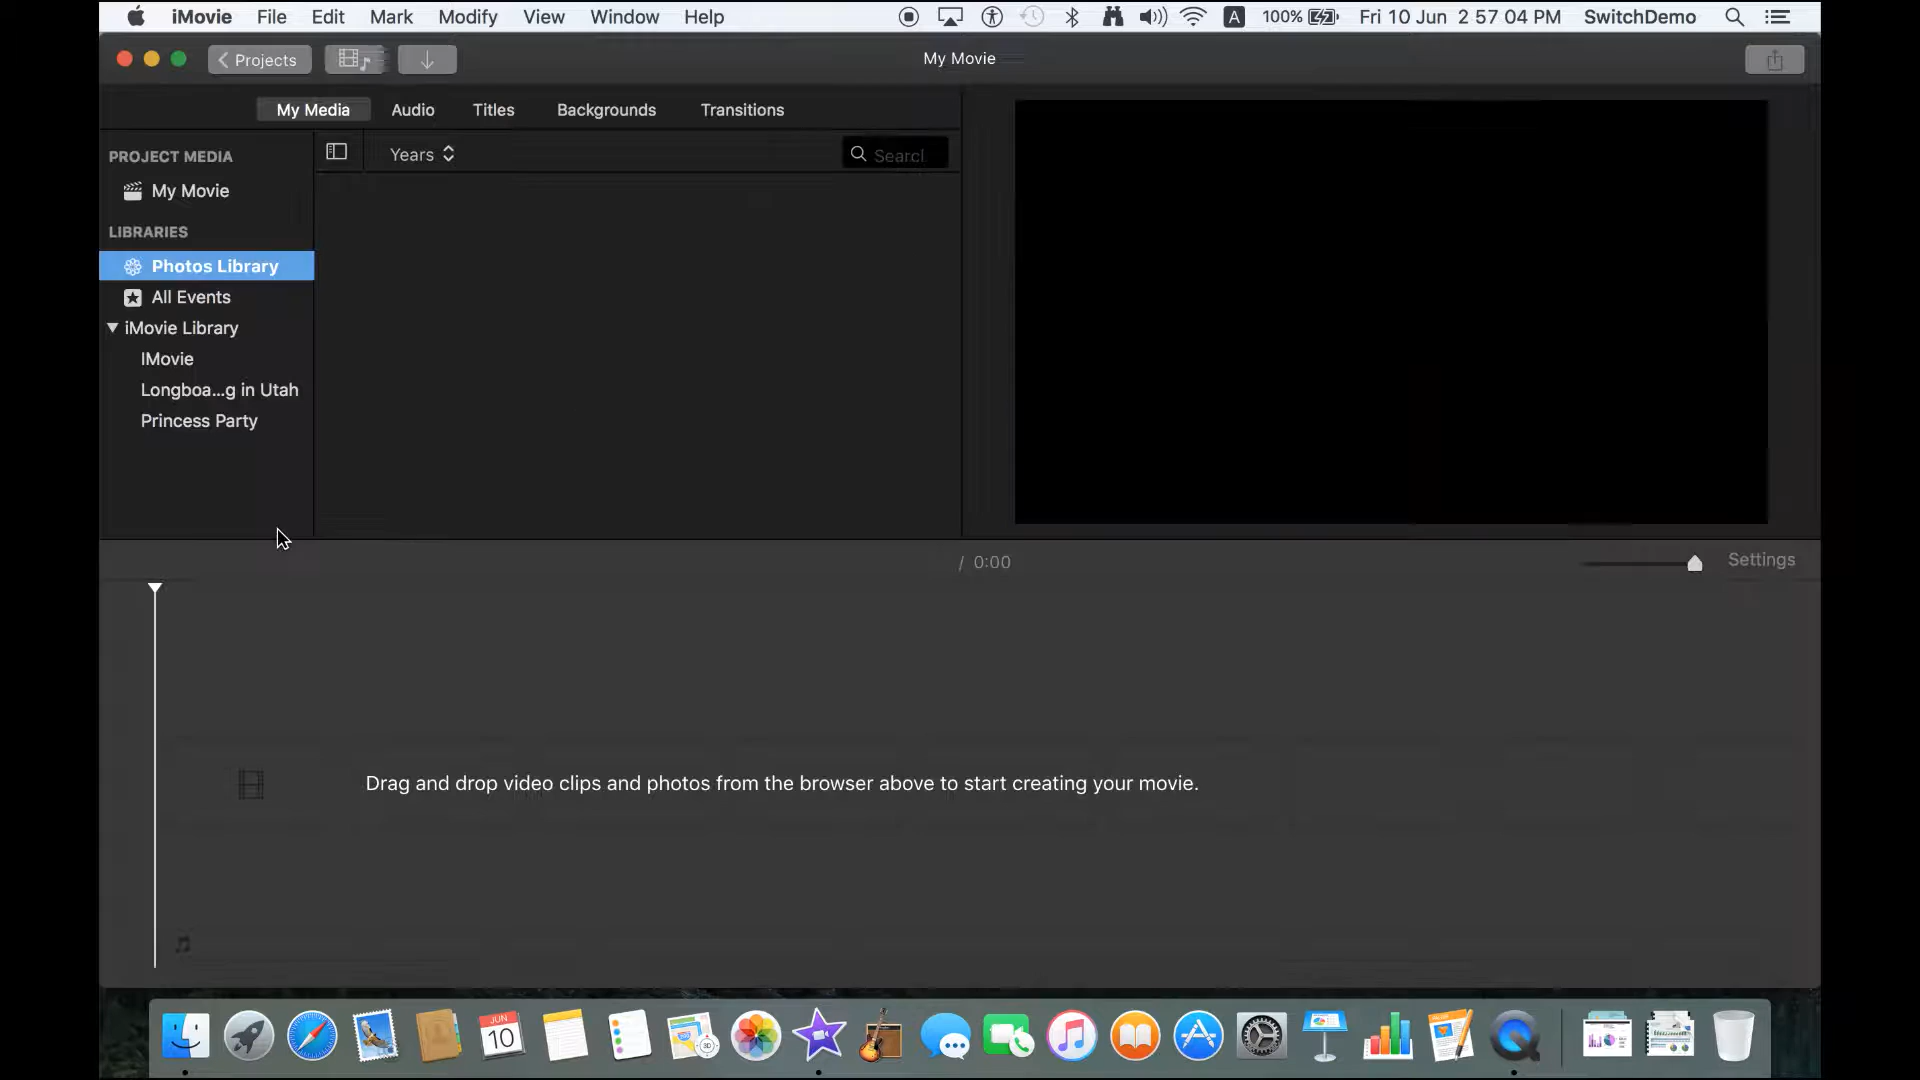 iMovie File Edit Mark Modify View Window Help A 100% Fri 10 Jun 2 57 04 PM SwitchDemo
Projects My Movie
My Media Audio Titles Backgrounds Transitions
PROJECT MEDIA
Years Searcl
My Movie
LIBRARIES
Photos Library
All Events
iMovie Library
IMovie
Longboa...g in Utah
Princess Party
/ 0:00 Settings
Drag and drop video clips and photos from the browser above to start creating your movie.
JUN
10
3D